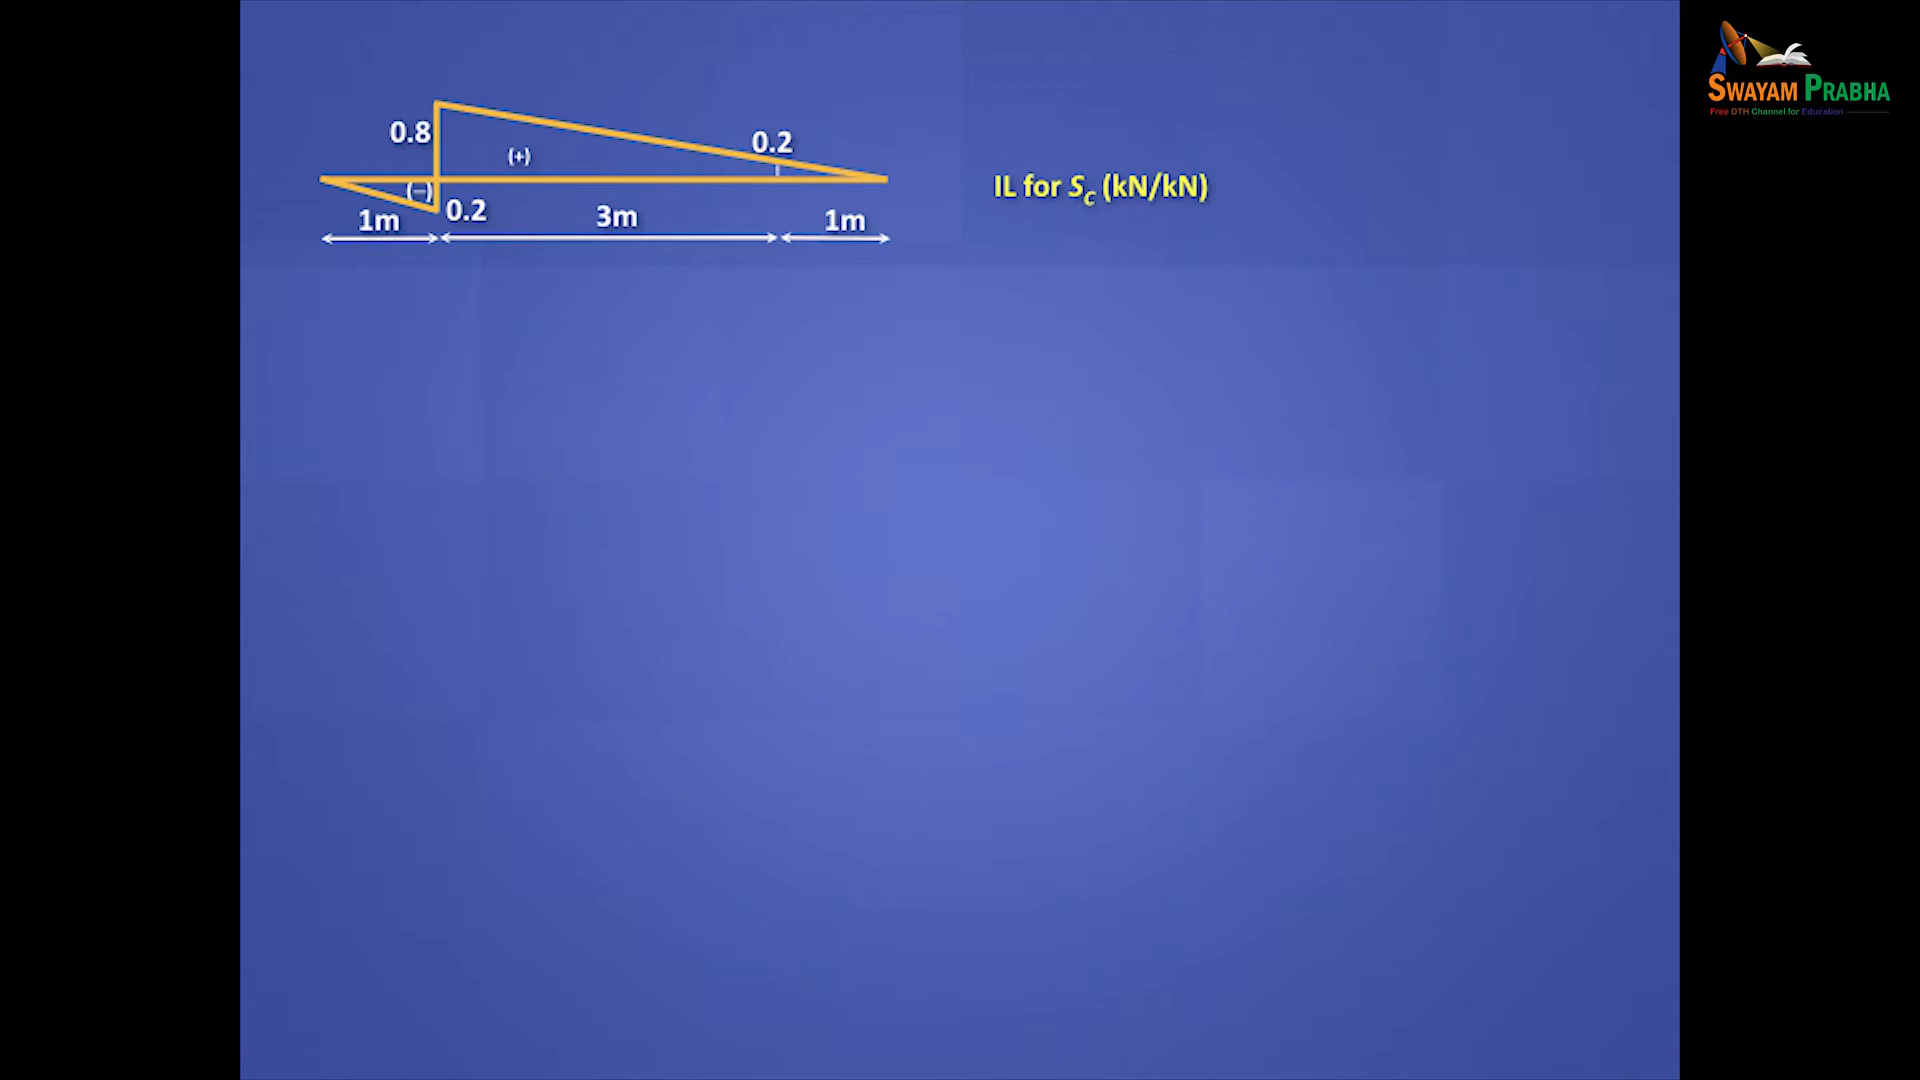 0.8
(+)
0.2
(−)
0.2
1m
3m
1m
IL for Sc (kN/kN)
SWAYAM PRABHA
Free DTH Channel for Education